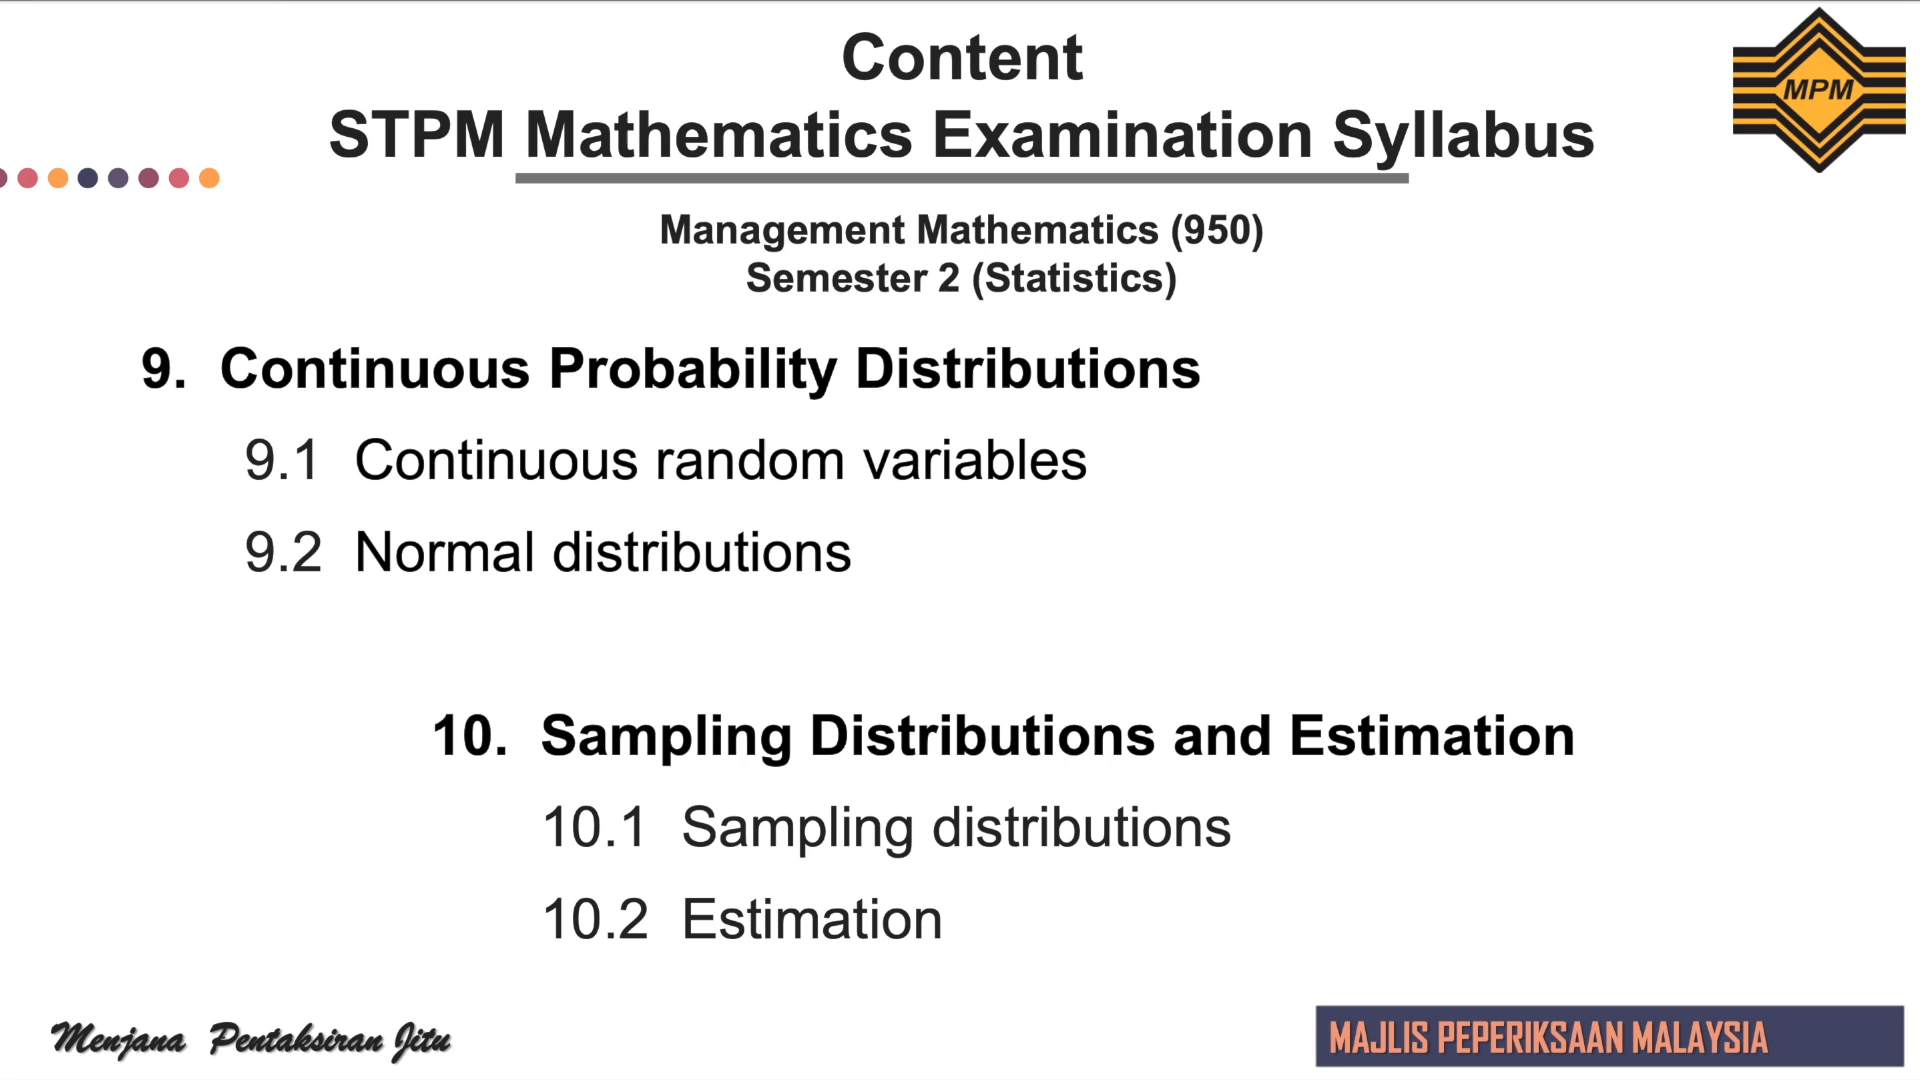 Content
STPM Mathematics Examination Syllabus
MPM
Management Mathematics (950)
Semester 2 (Statistics)
9. Continuous Probability Distributions
9.1 Continuous random variables
9.2 Normal distributions
10. Sampling Distributions and Estimation
10.1 Sampling distributions
10.2 Estimation
Menjana Pentaksiran Jitu
MAJLIS PEPERIKSAAN MALAYSIA